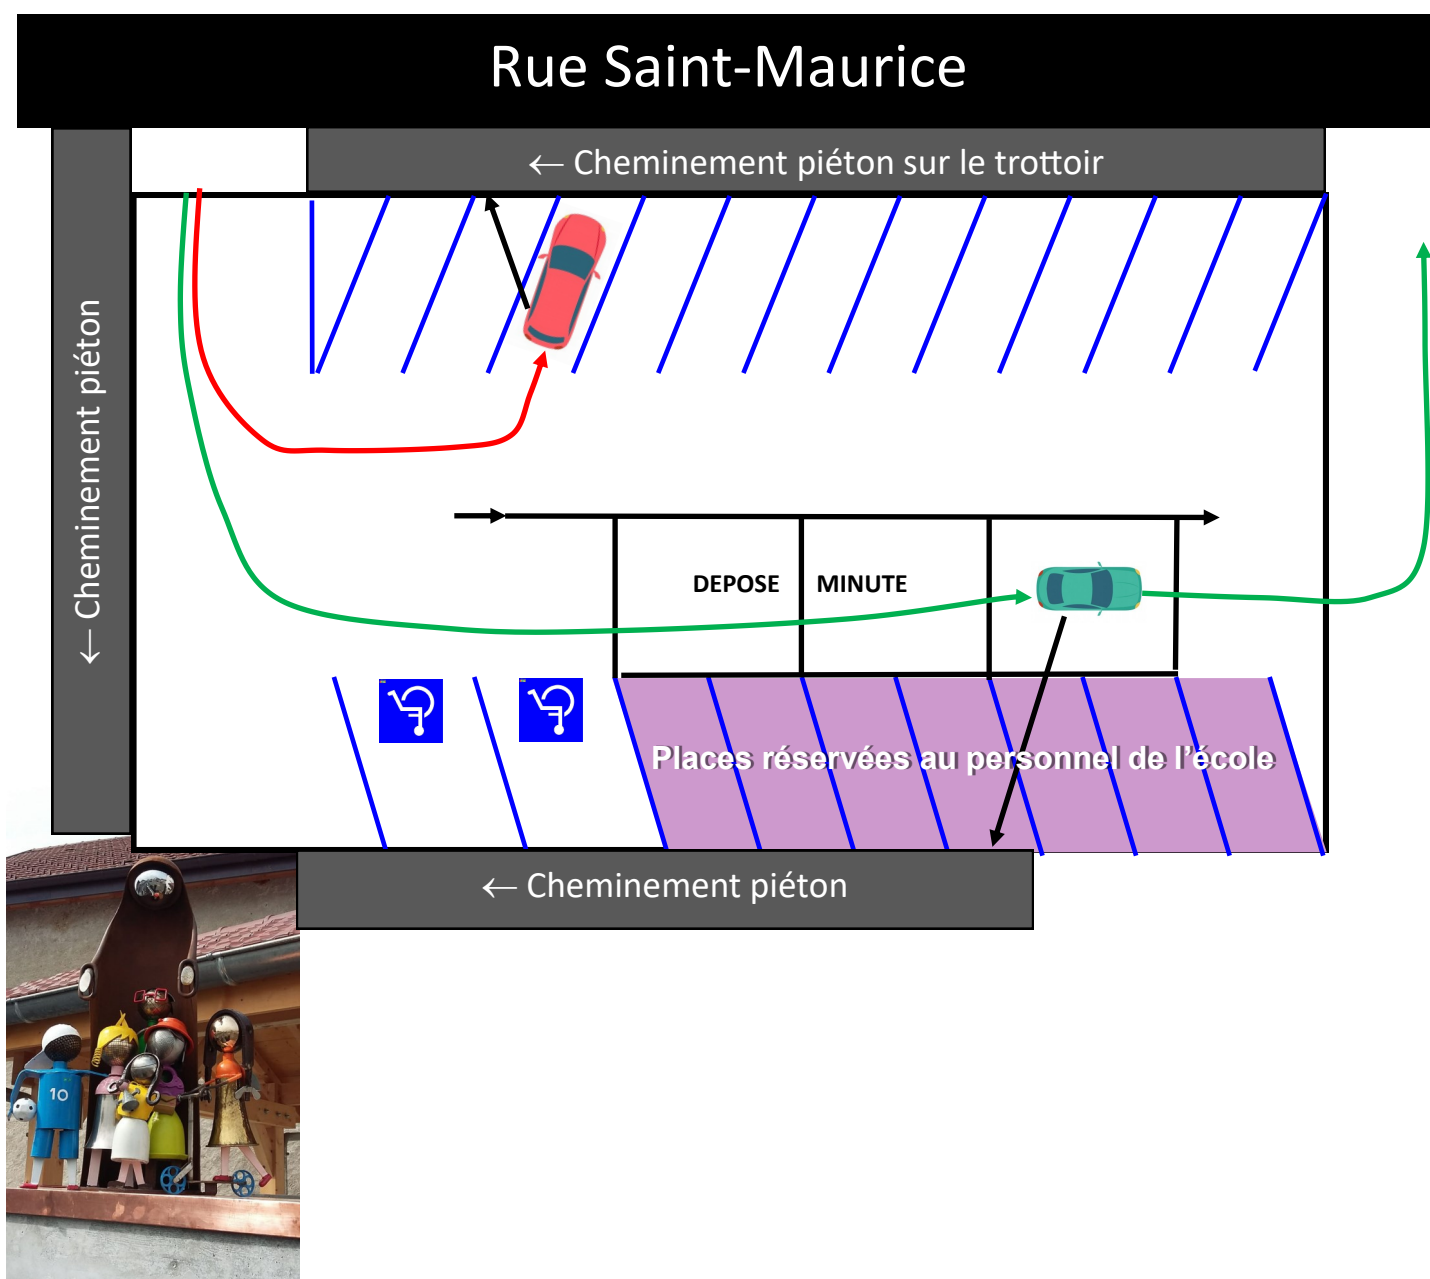 Rue Saint-Maurice
← Cheminement piéton sur le trottoir
← Cheminement piéton
DEPOSE MINUTE
Places réservées au personnel de l'école
← Cheminement piéton
10